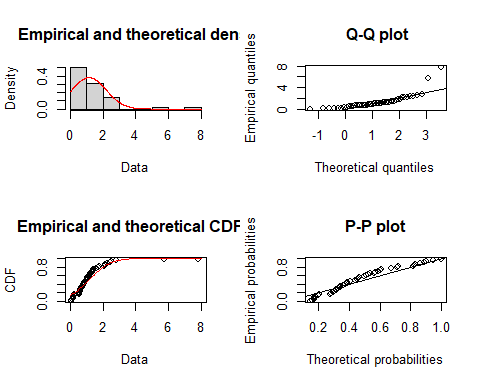 Empirical and theoretical den
Density
0.0 0.4
0 2 4 6 8
Data
Q-Q plot
Empirical quantiles
0 4 8
-1 0 1 2 3
Theoretical quantiles
Empirical and theoretical CDF
CDF
0.0 0.8
0 2 4 6 8
Data
P-P plot
Empirical probabilities
0.0 0.8
0.2 0.4 0.6 0.8 1.0
Theoretical probabilities